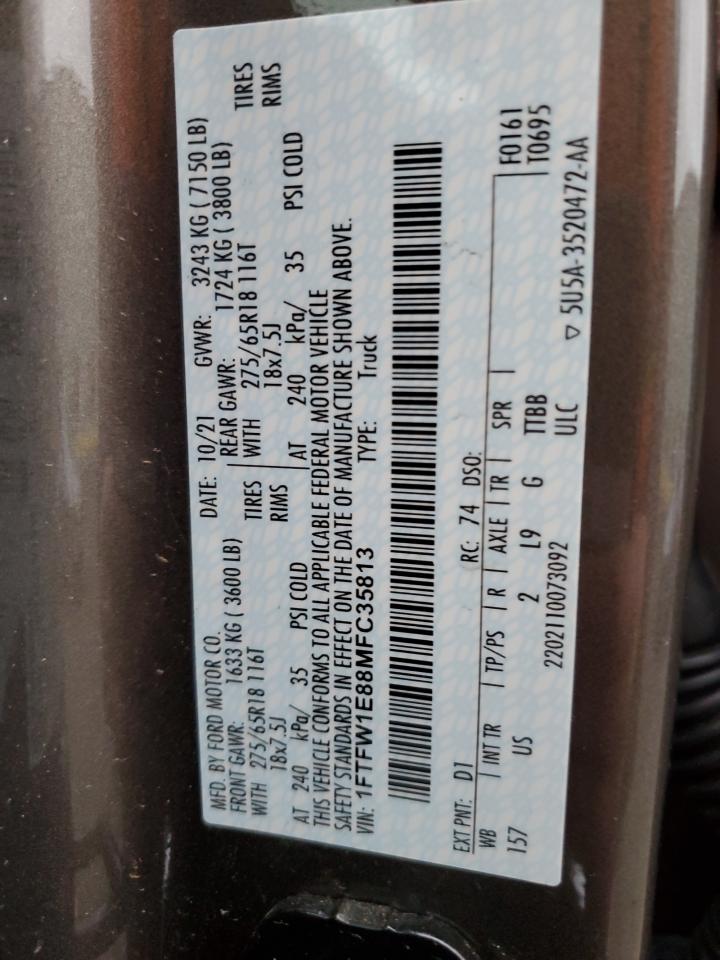 MFD. BY FORD MOTOR CO. DATE: 10/21 GVWR: 3243 KG ( 7150 LB)
FRONT GAWR: 1633 KG ( 3600 LB) REAR GAWR: 1724 KG ( 3800 LB)
WITH 275/65R18 116T TIRES WITH 275/65R18 116T TIRES
18x7.5J RIMS 18x7.5J RIMS
AT 240 kPa/ 35 PSI COLD AT 240 kPa/ 35 PSI COLD
THIS VEHICLE CONFORMS TO ALL APPLICABLE FEDERAL MOTOR VEHICLE
SAFETY STANDARDS IN EFFECT ON THE DATE OF MANUFACTURE SHOWN ABOVE.
VIN: 1FTFW1E88MFC35813 TYPE: Truck
EXT PNT: D1 RC: 74 DSO:
WB INT TR TP/PS R AXLE TR SPR F0161
157 US 2 L9 G TTBB T0695
2202110073092 ULC
▽ 5U5A-3520472-AA